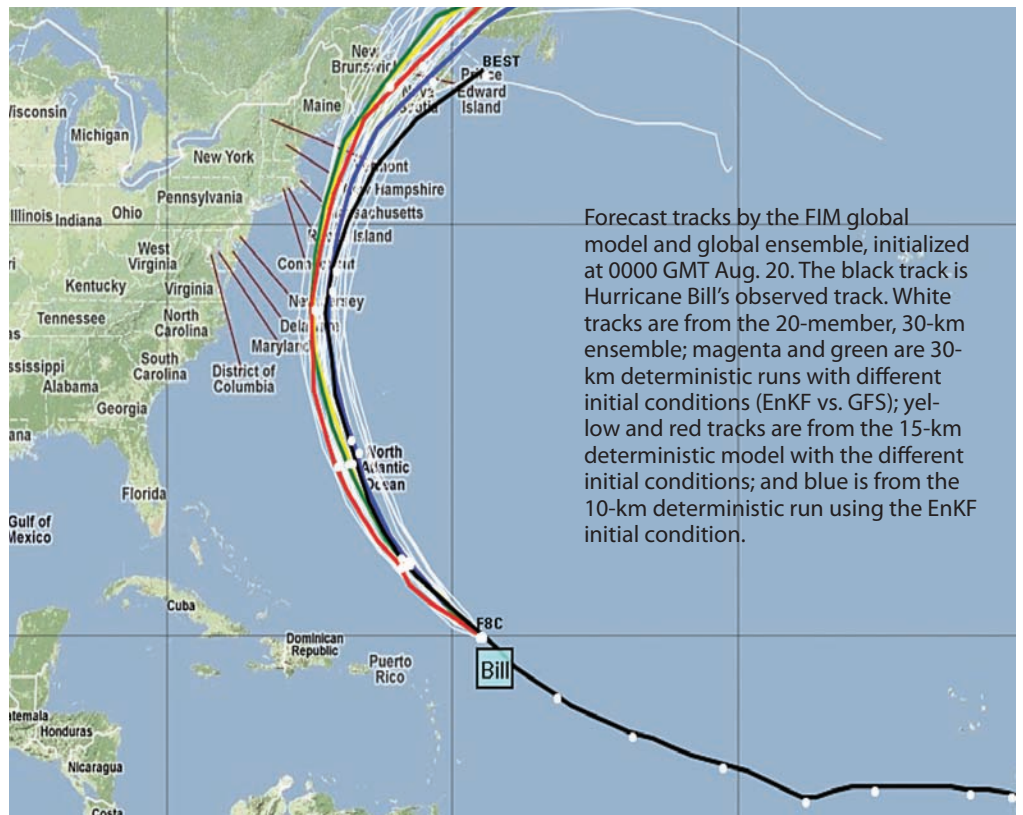 New
Brunswick
BEST
Prince
Edward
Island
Nova
Scotia
Maine
Wisconsin
Michigan
New York
Vermont
New Hampshire
Massachusetts
Rhode Island
Connecticut
Pennsylvania
Illinois
Indiana
Ohio
West
Virginia
Kentucky
Virginia
New Jersey
Delaware
Maryland
Tennessee
North
Carolina
District of
Columbia
South
Carolina
ssissippi
Alabama
Georgia
ana
North
Atlantic
Ocean
Florida
Gulf of
Mexico
Cuba
F8C
Dominican
Republic
Puerto
Rico
Bill
temala
Honduras
Nicaragua
Costa
Forecast tracks by the FIM global
model and global ensemble, initialized
at 0000 GMT Aug. 20. The black track is
Hurricane Bill's observed track. White
tracks are from the 20-member, 30-km
ensemble; magenta and green are 30-
km deterministic runs with different
initial conditions (EnKF vs. GFS); yel-
low and red tracks are from the 15-km
deterministic model with the different
initial conditions; and blue is from the
10-km deterministic run using the EnKF
initial condition.